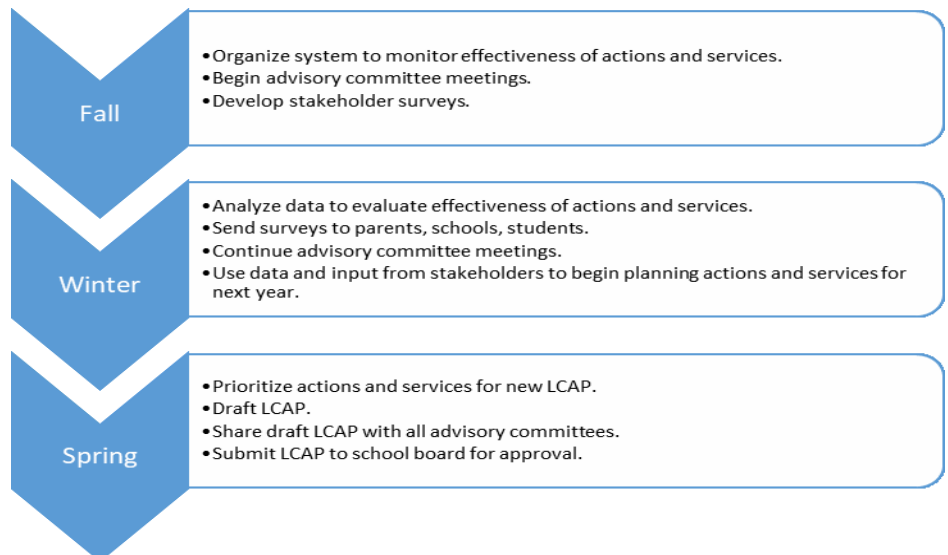 Fall
•Organize system to monitor effectiveness of actions and services.
•Begin advisory committee meetings.
•Develop stakeholder surveys.
Winter
•Analyze data to evaluate effectiveness of actions and services.
•Send surveys to parents, schools, students.
•Continue advisory committee meetings.
•Use data and input from stakeholders to begin planning actions and services for
next year.
Spring
•Prioritize actions and services for new LCAP.
•Draft LCAP.
•Share draft LCAP with all advisory committees.
•Submit LCAP to school board for approval.